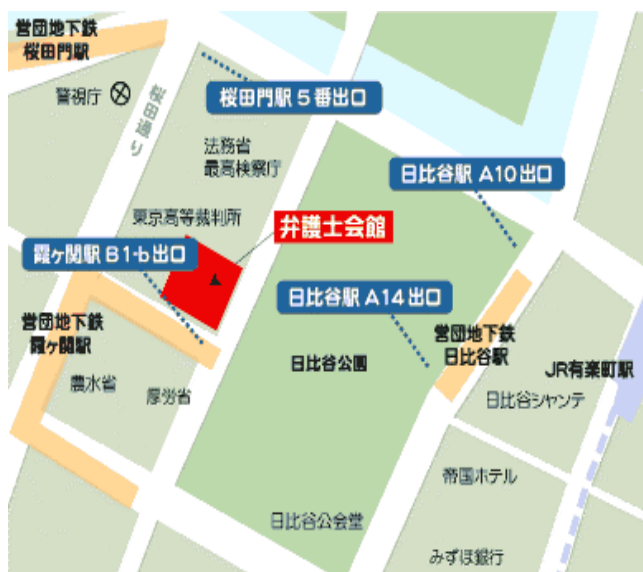 営団地下鉄
桜田門駅
警視庁
桜田通り
桜田門駅5番出口
法務省
最高検察庁
日比谷駅 A10出口
東京高等裁判所
弁護士会館
霞ヶ関駅 B1-b出口
日比谷駅 A14出口
営団地下鉄
霞ヶ関駅
営団地下鉄
日比谷駅
日比谷公園
JR有楽町駅
農水省
厚労省
日比谷シャンテ
帝国ホテル
日比谷公会堂
みずほ銀行